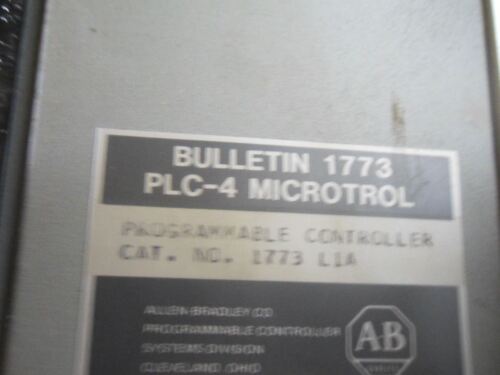 BULLETIN 1773
PLC-4 MICROTROL
PROGRAMMABLE CONTROLLER
CAT. NO. 1773 L1A
ALLEN-BRADLEY CO
PROGRAMMABLE CONTROLLER
SYSTEMS DIVISION
CLEVELAND OHIO
AB
QUALITY